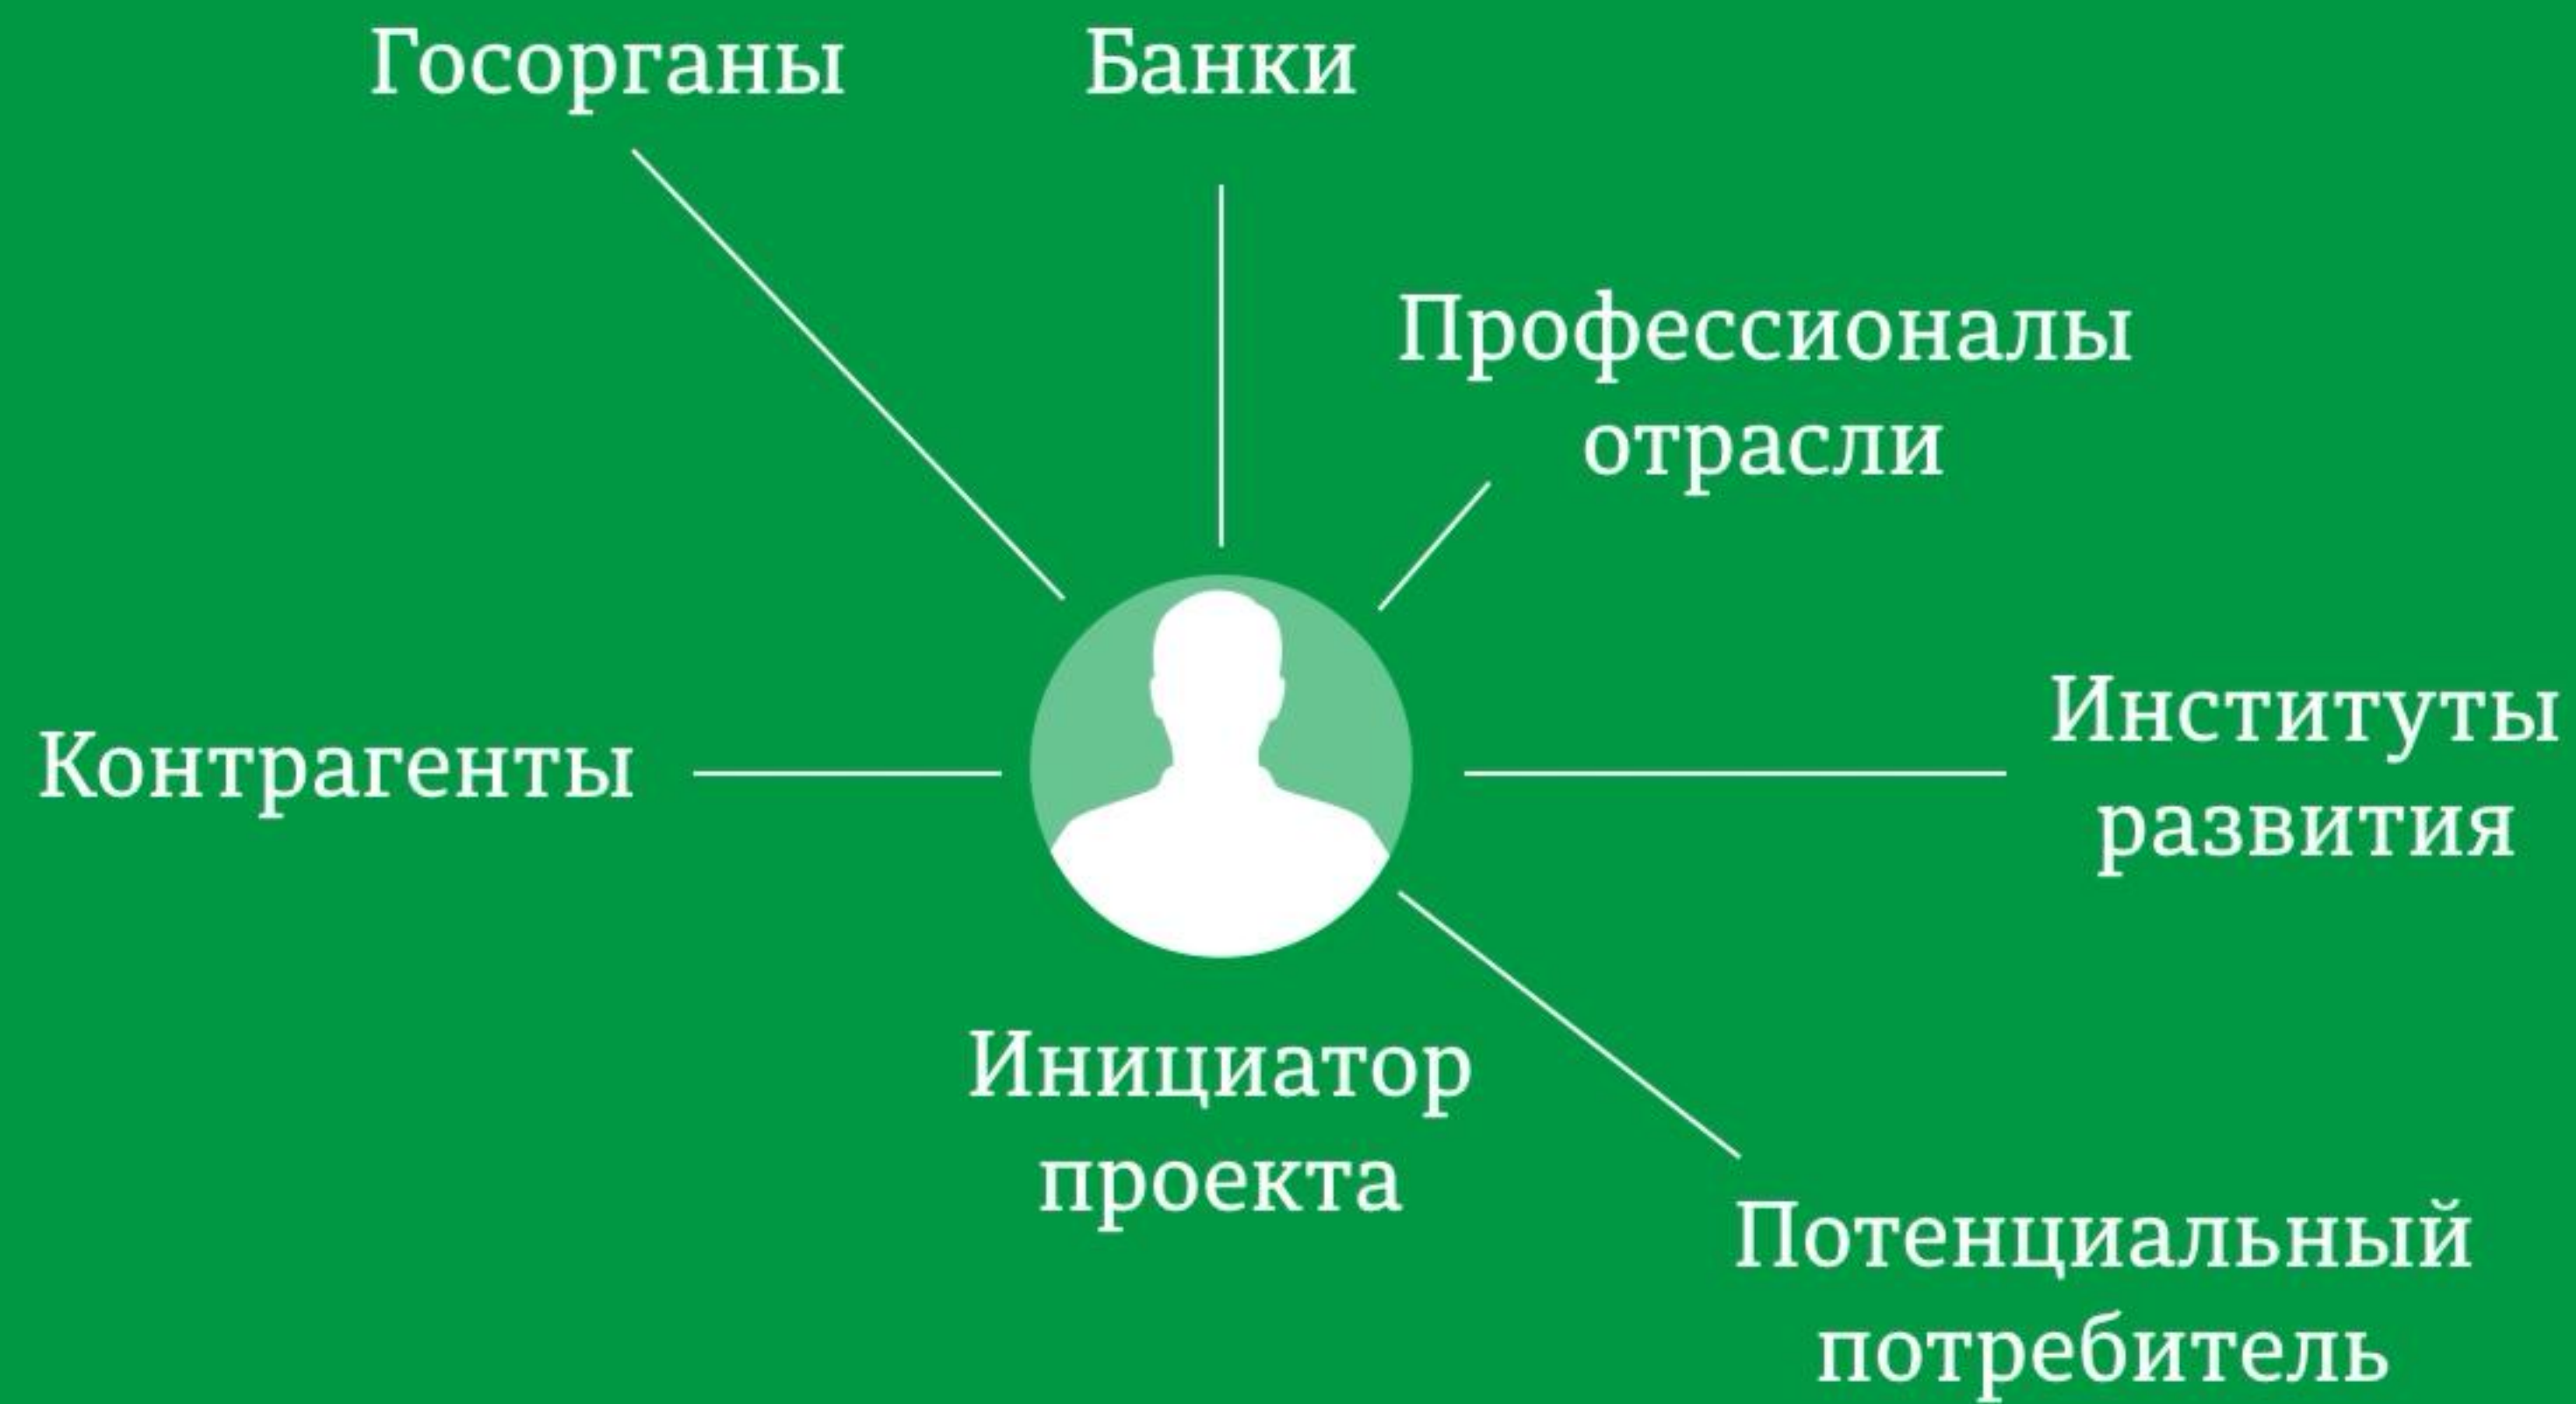 Госорганы
Банки
Профессионалы
отрасли
Контрагенты
Институты
развития
Инициатор
проекта
Потенциальный
потребитель